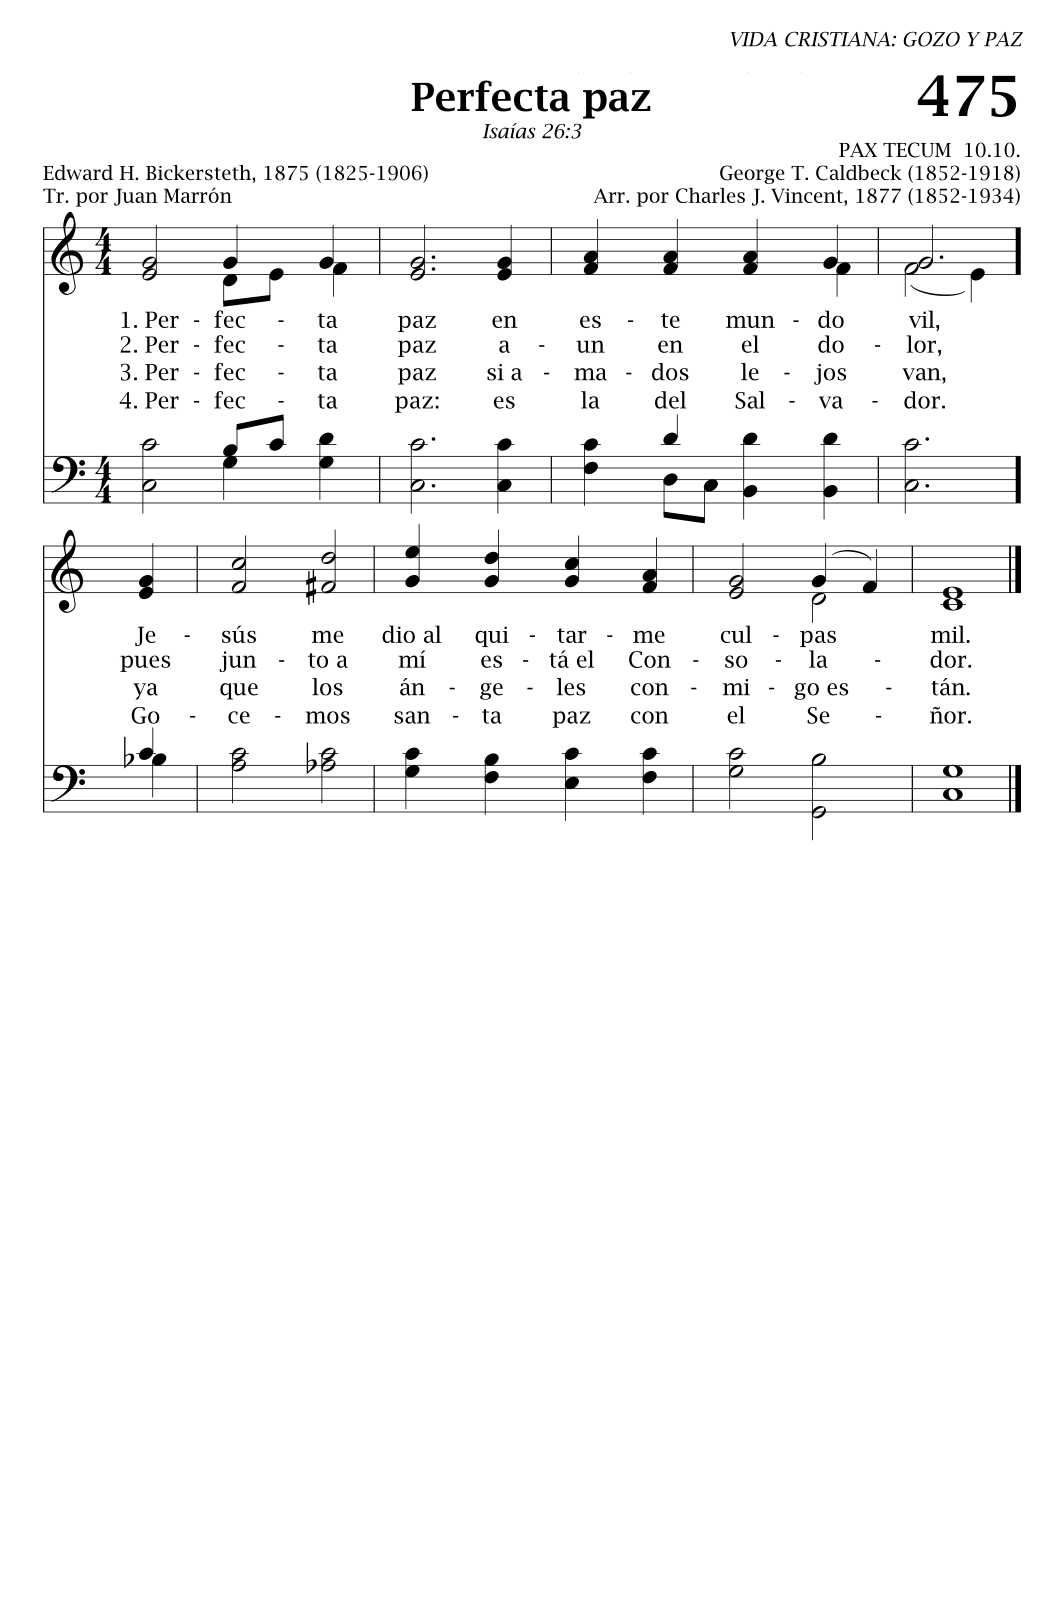 VIDA CRISTIANA: GOZO Y PAZ
Perfecta paz 475
Isaías 26:3
PAX TECUM 10.10.
Edward H. Bickersteth, 1875 (1825-1906) George T. Caldbeck (1852-1918)
Tr. por Juan Marrón Arr. por Charles J. Vincent, 1877 (1852-1934)
1. Per - fec - ta paz en es - te mun - do vil,
2. Per - fec - ta paz a - un en el do - lor,
3. Per - fec - ta paz si a - ma - dos le - jos van,
4. Per - fec - ta paz: es la del Sal - va - dor.
Je - sús me dio al qui - tar - me cul - pas mil.
pues jun - to a mí es - tá el Con - so - la - dor.
ya que los án - ge - les con - mi - go es - tán.
Go - ce - mos san - ta paz con el Se - ñor.